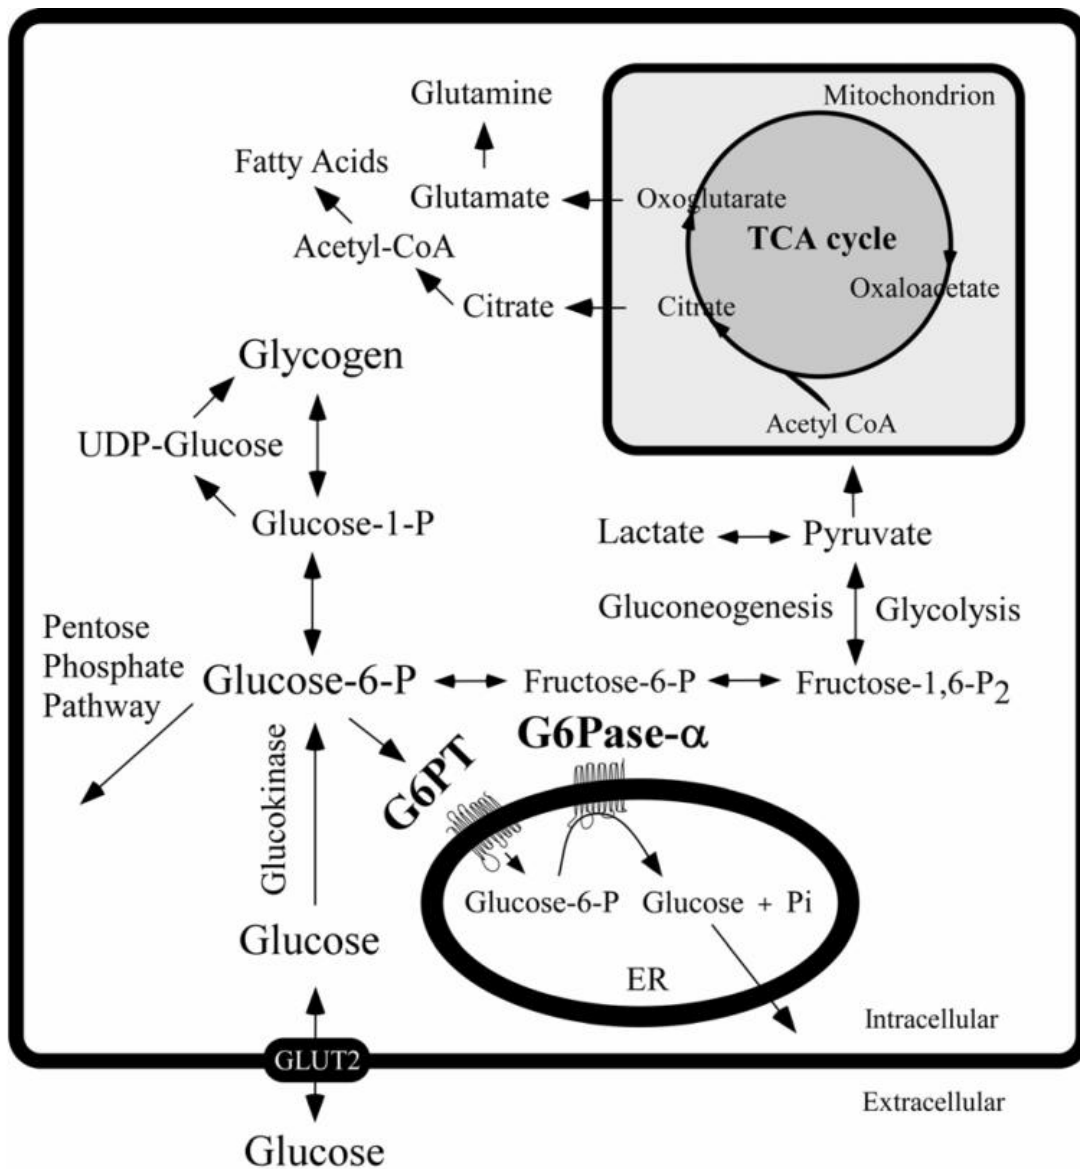 Mitochondrion
Glutamine
Fatty Acids
Glutamate
Oxoglutarate
TCA cycle
Acetyl-CoA
Citrate
Citrate
Oxaloacetate
Glycogen
Acetyl CoA
UDP-Glucose
Glucose-1-P
Lactate
Pyruvate
Gluconeogenesis
Glycolysis
Pentose
Phosphate
Pathway
Glucose-6-P
Fructose-6-P
Fructose-1,6-P2
G6Pase-α
G6PT
Glucokinase
Glucose-6-P
Glucose + Pi
Glucose
ER
Intracellular
GLUT2
Extracellular
Glucose